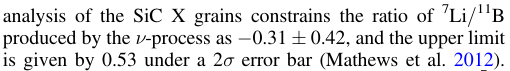 analysis of the SiC X grains constrains the ratio of ⁷Li/¹¹B
produced by the ν-process as −0.31 ± 0.42, and the upper limit
is given by 0.53 under a 2σ error bar (Mathews et al. 2012).